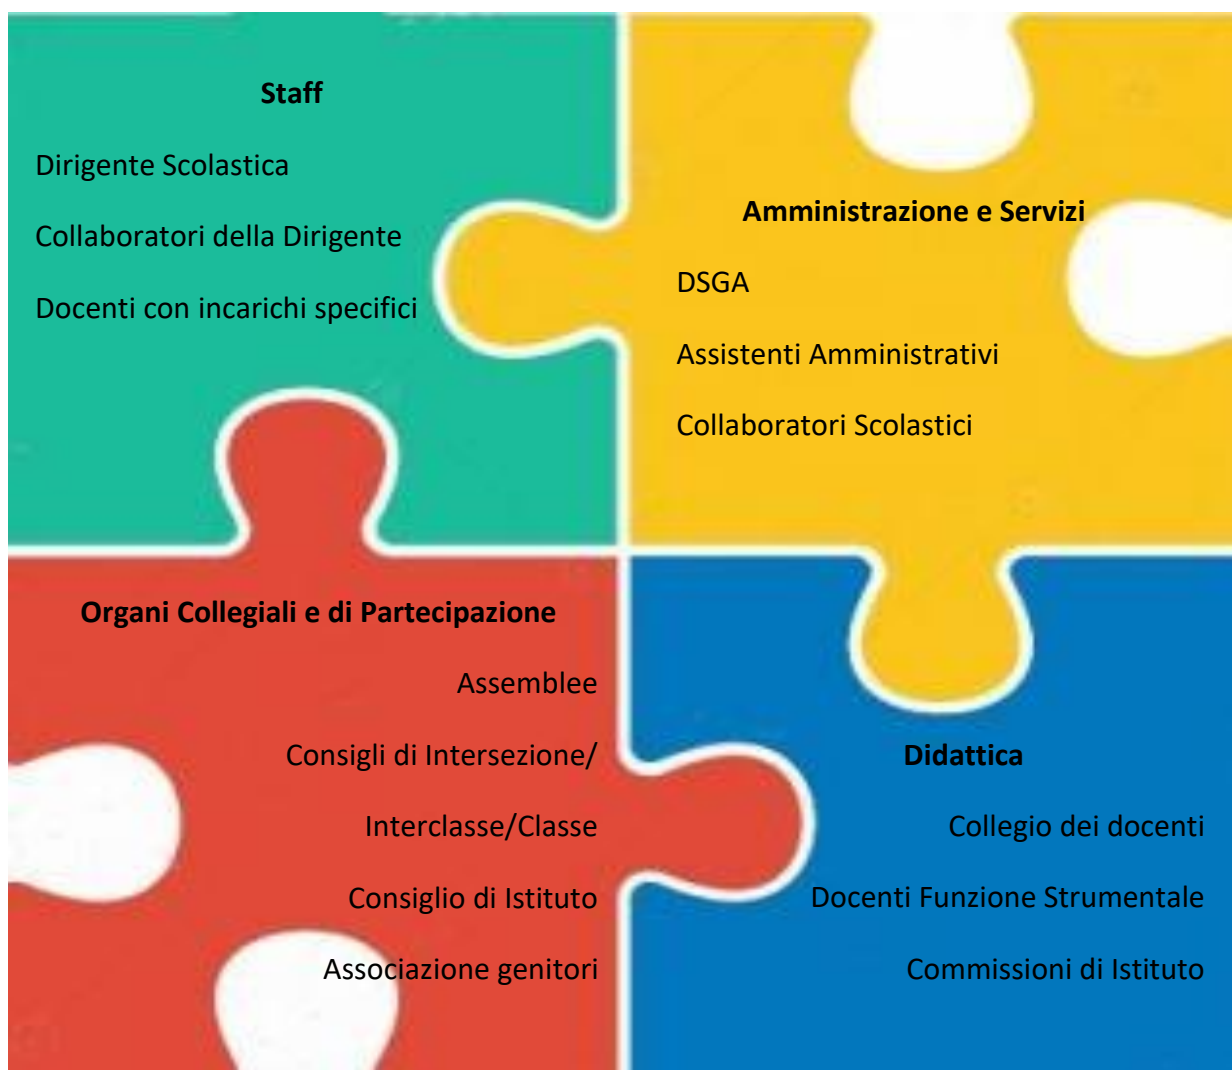 Staff
Dirigente Scolastica
Collaboratori della Dirigente
Docenti con incarichi specifici
Amministrazione e Servizi
DSGA
Assistenti Amministrativi
Collaboratori Scolastici
Organi Collegiali e di Partecipazione
Assemblee
Consigli di Intersezione/
Interclasse/Classe
Consiglio di Istituto
Associazione genitori
Didattica
Collegio dei docenti
Docenti Funzione Strumentale
Commissioni di Istituto